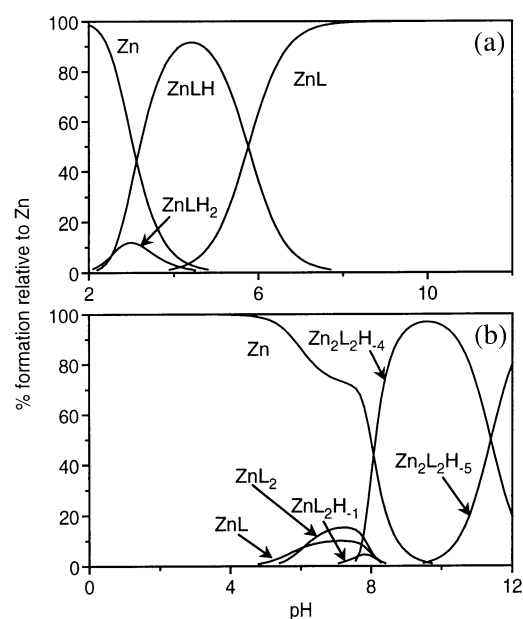 % formation relative to Zn
100
80
60
40
20
0
(a)
Zn
ZnLH
ZnL
ZnLH2
2 6 10
100
80
60
40
20
0
(b)
Zn
Zn2L2H-4
Zn2L2H-5
ZnL2
ZnL2H-1
ZnL
0 4 8 12
pH